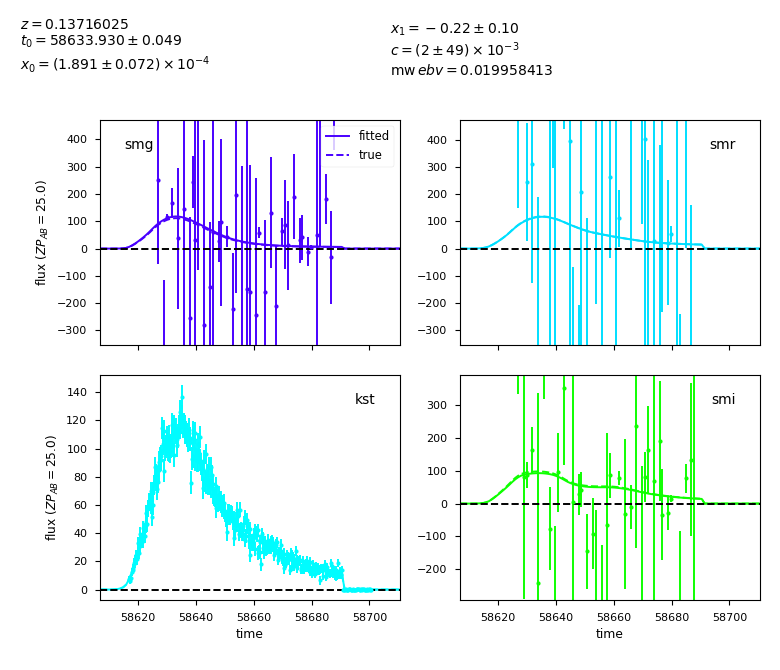 z = 0.13716025
t₀ = 58633.930 ± 0.049
x₀ = (1.891 ± 0.072) × 10⁻⁴
x₁ = −0.22 ± 0.10
c = (2 ± 49) × 10⁻³
mw ebv = 0.019958413
400
300
200
100
0
−100
−200
−300
flux (ZP_AB = 25.0)
smg
fitted
true
400
300
200
100
0
−100
−200
−300
smr
140
120
100
80
60
40
20
0
flux (ZP_AB = 25.0)
kst
58620 58640 58660 58680 58700
time
300
200
100
0
−100
−200
smi
58620 58640 58660 58680 58700
time